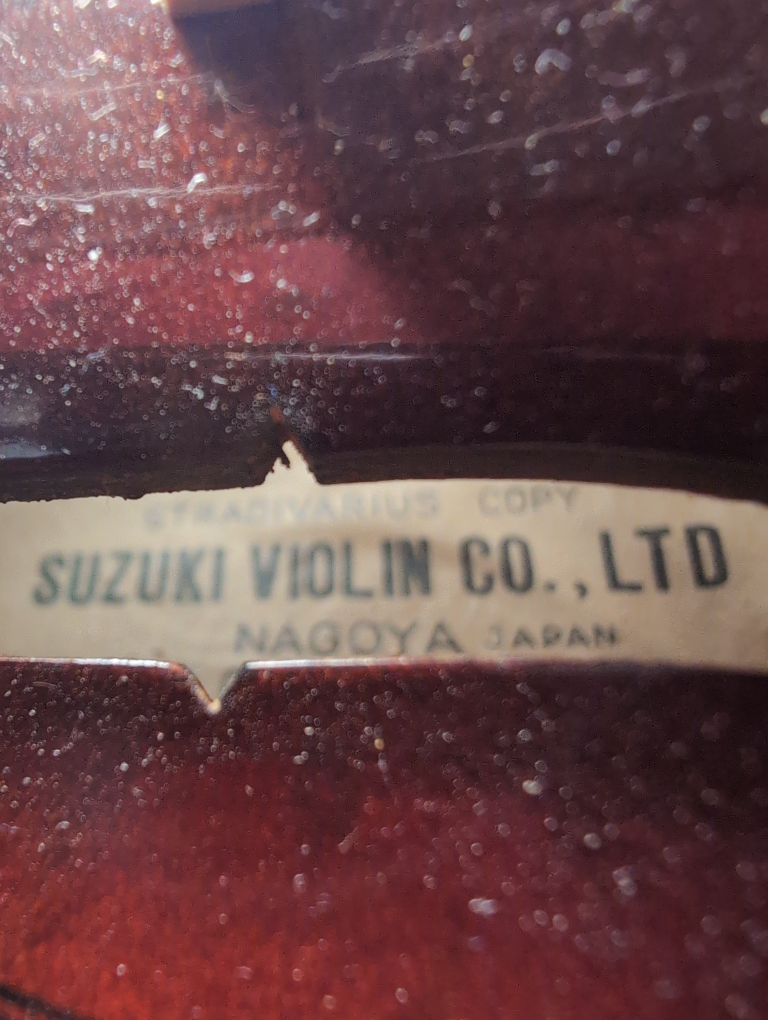 STRADIVARIUS COPY
SUZUKI VIOLIN CO., LTD
NAGOYA JAPAN